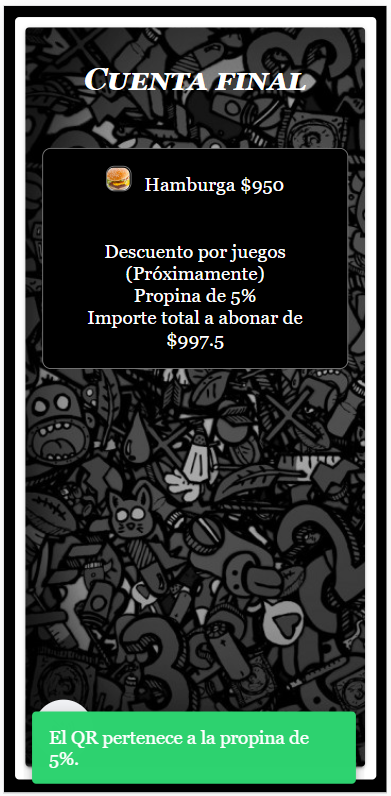 Cuenta final
Hamburga $950
Descuento por juegos
(Próximamente)
Propina de 5%
Importe total a abonar de
$997.5
El QR pertenece a la propina de
5%.